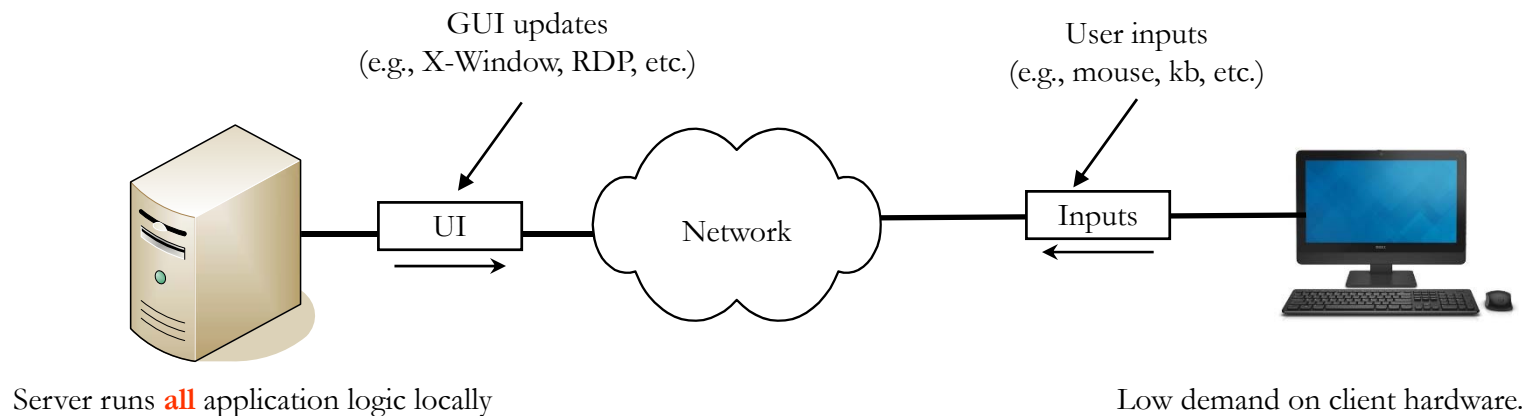 GUI updates
(e.g., X-Window, RDP, etc.)
User inputs
(e.g., mouse, kb, etc.)
UI
Network
Inputs
Server runs all application logic locally
Low demand on client hardware.